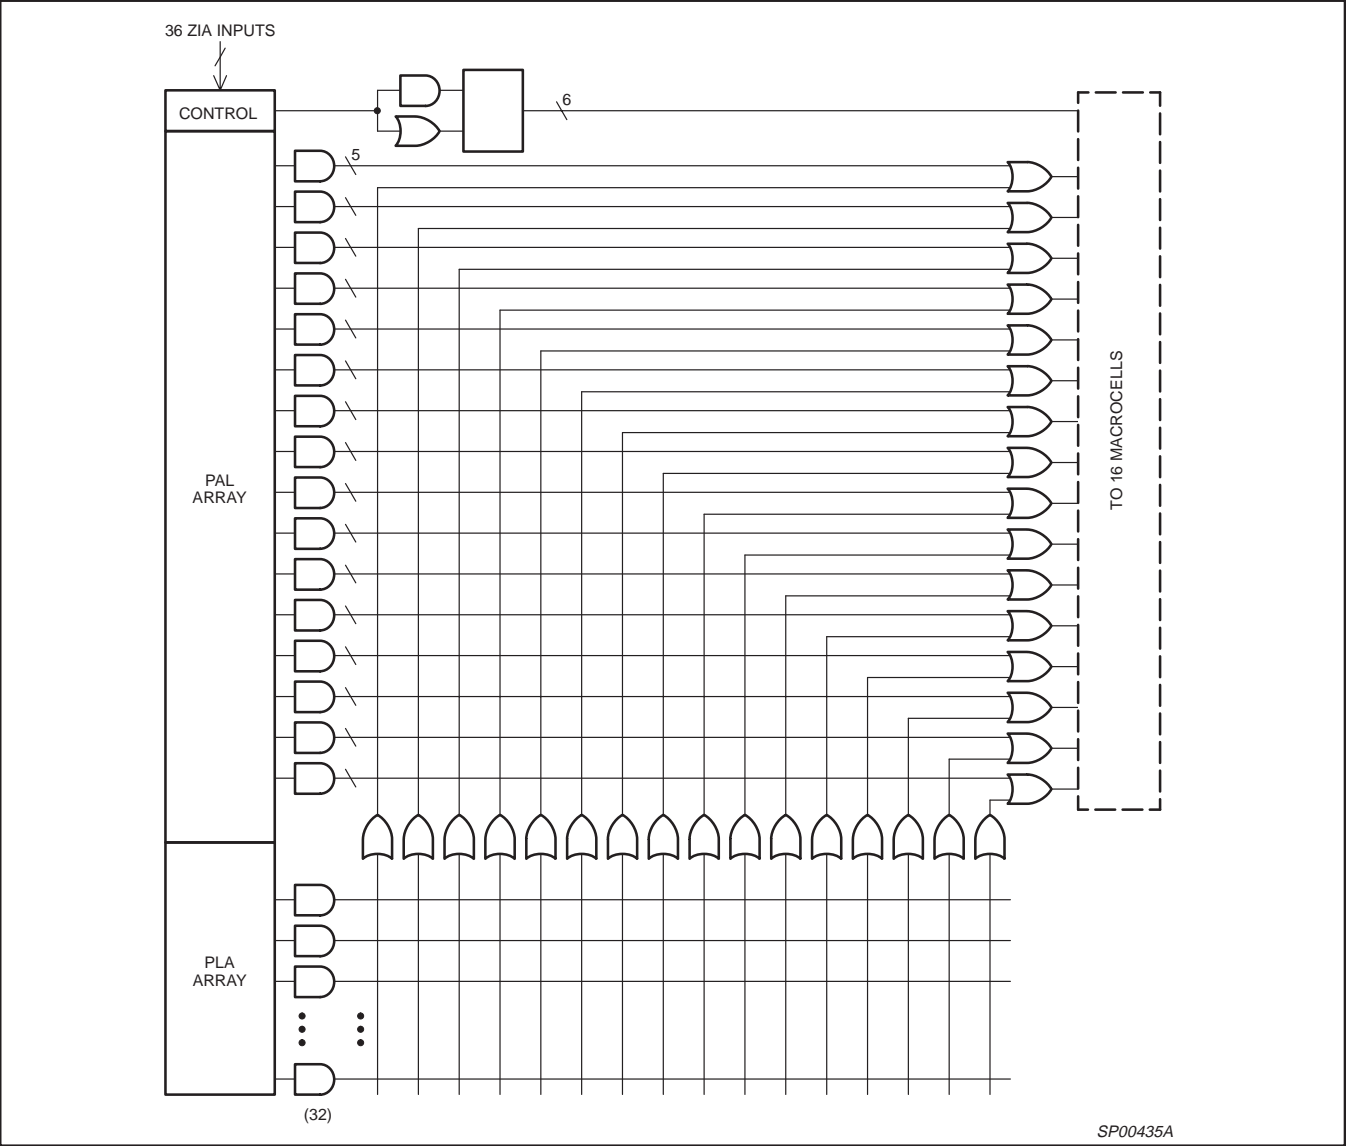 36 ZIA INPUTS
CONTROL
6
5
PAL
ARRAY
TO 16 MACROCELLS
PLA
ARRAY
(32)
SP00435A